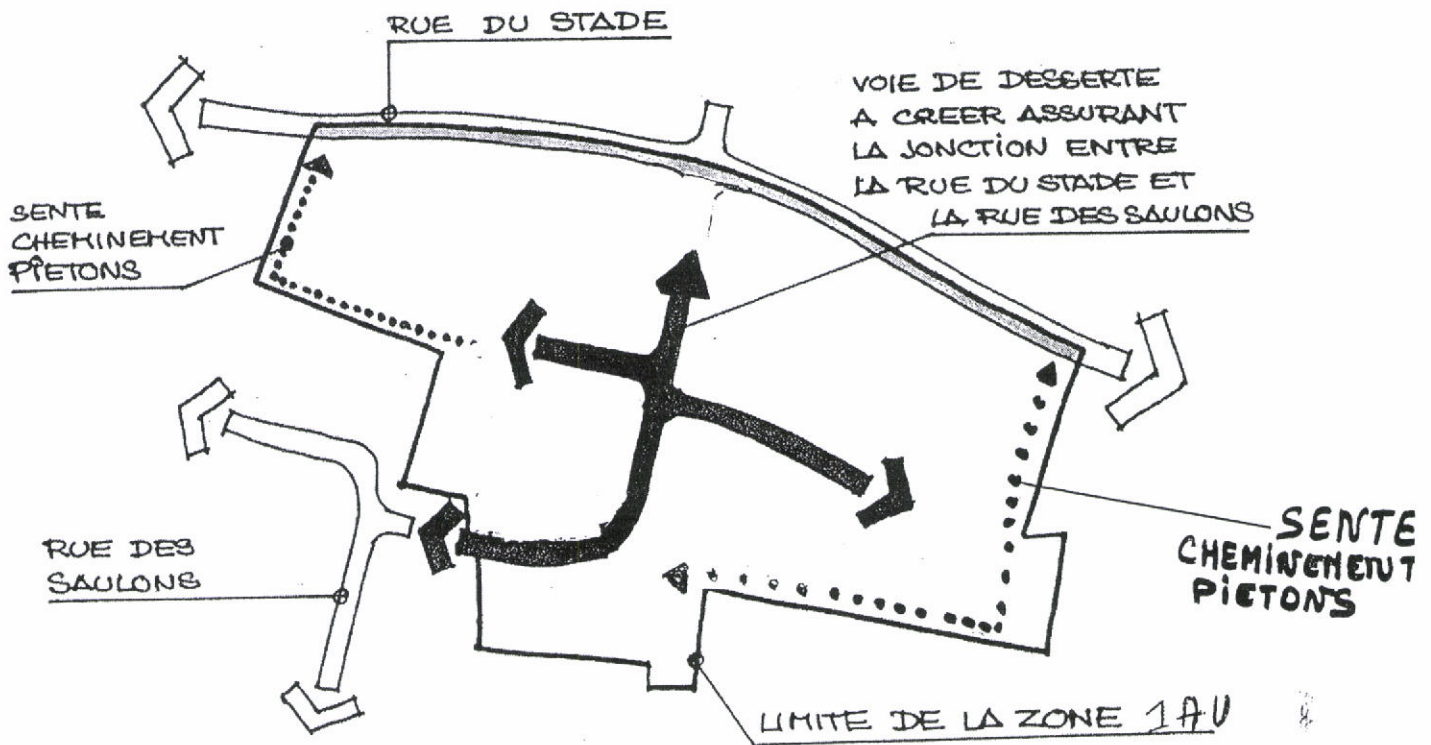 RUE DU STADE
VOIE DE DESSERTE
A CREER ASSURANT
LA JONCTION ENTRE
LA RUE DU STADE ET
LA RUE DES SAULONS
SENTE
CHEMINEMENT
PIETONS
RUE DES
SAULONS
SENTE
CHEMINEMENT
PIETONS
LIMITE DE LA ZONE 1AU